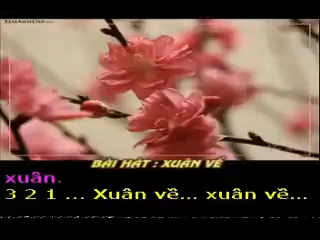 BÀI HÁT : XUÂN VỀ
xuân.
3 2 1 ... Xuân về... xuân về...